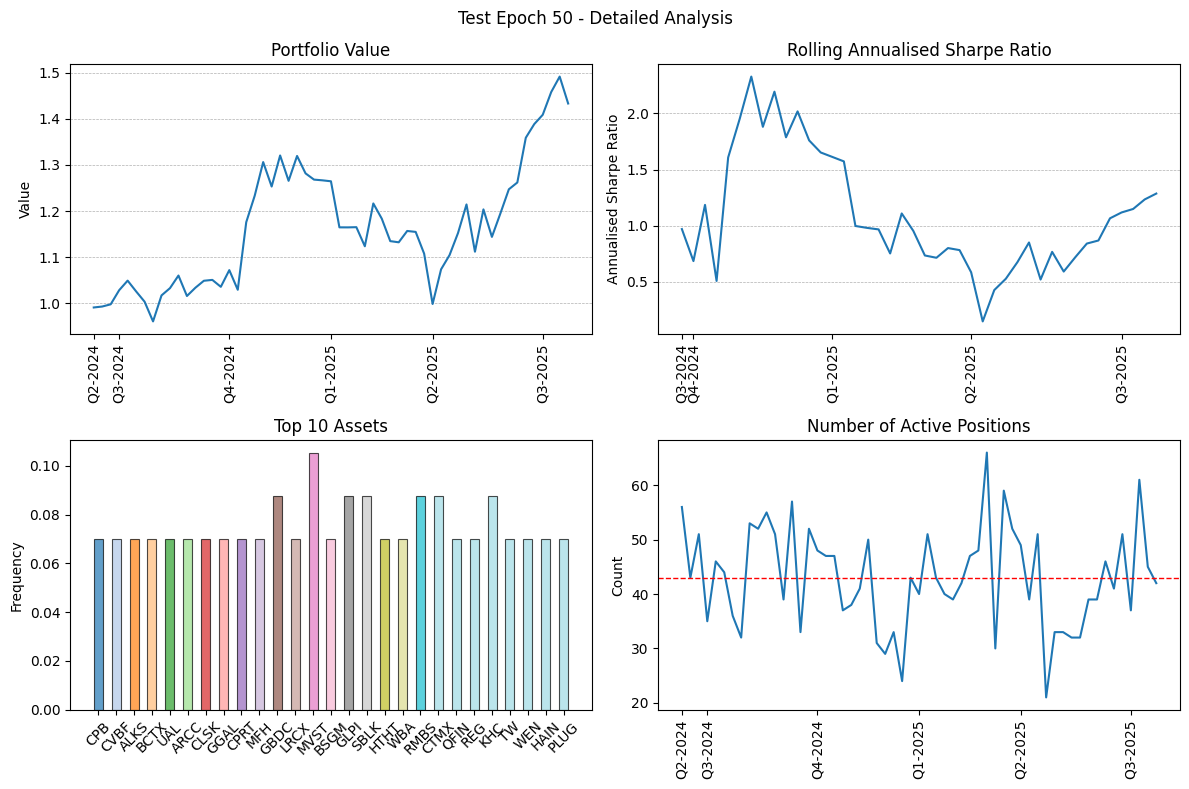 Test Epoch 50 - Detailed Analysis
Portfolio Value
Value
1.5
1.4
1.3
1.2
1.1
1.0
Q2-2024
Q3-2024
Q4-2024
Q1-2025
Q2-2025
Q3-2025
Rolling Annualised Sharpe Ratio
Annualised Sharpe Ratio
2.0
1.5
1.0
0.5
Q3-2024
Q4-2024
Q1-2025
Q2-2025
Q3-2025
Top 10 Assets
Frequency
0.10
0.08
0.06
0.04
0.02
0.00
CPB
CVBF
ALKS
BCTX
UAL
ARCC
CLSK
GGAL
CPRT
MFH
GBDC
LRCX
MVST
BSGM
GLPI
SBLK
HTHT
WBA
RMBS
CTMX
QFIN
REG
KHC
TW
WEN
HAIN
PLUG
Number of Active Positions
Count
60
50
40
30
20
Q2-2024
Q3-2024
Q4-2024
Q1-2025
Q2-2025
Q3-2025